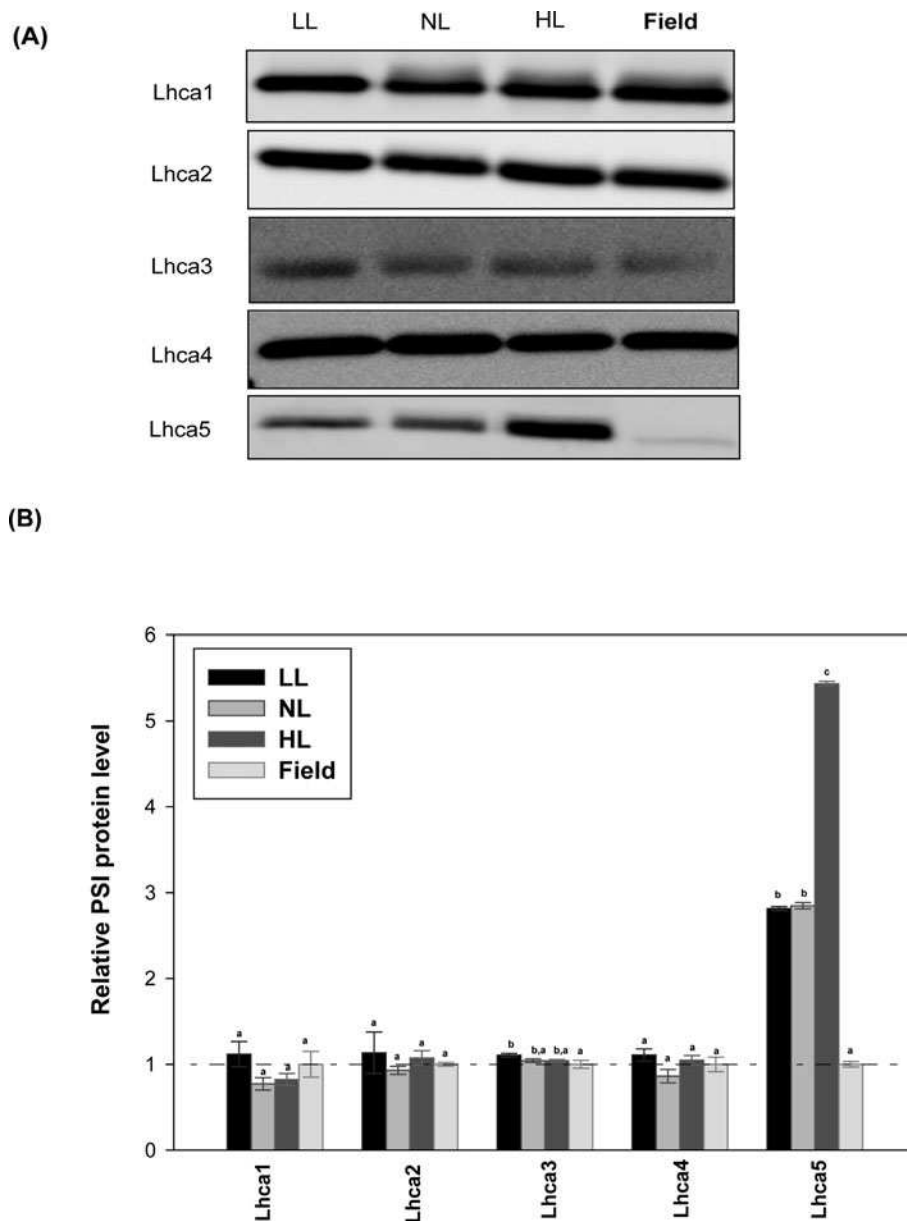 (A)
LL NL HL Field
Lhca1
Lhca2
Lhca3
Lhca4
Lhca5
(B)
Relative PSI protein level
6
5
4
3
2
1
0
LL
NL
HL
Field
a a a a
a a a a
b b,a b,a a
a a a a
b b c a
Lhca1 Lhca2 Lhca3 Lhca4 Lhca5